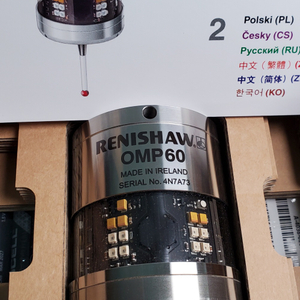 2
Polski (PL)
Česky (CS)
Русский (RU)
中文 (繁體) (Z
中文 (简体) (Z
한국어 (KO)
RENISHAW
OMP60
MADE IN IRELAND
SERIAL No. 4N7A73